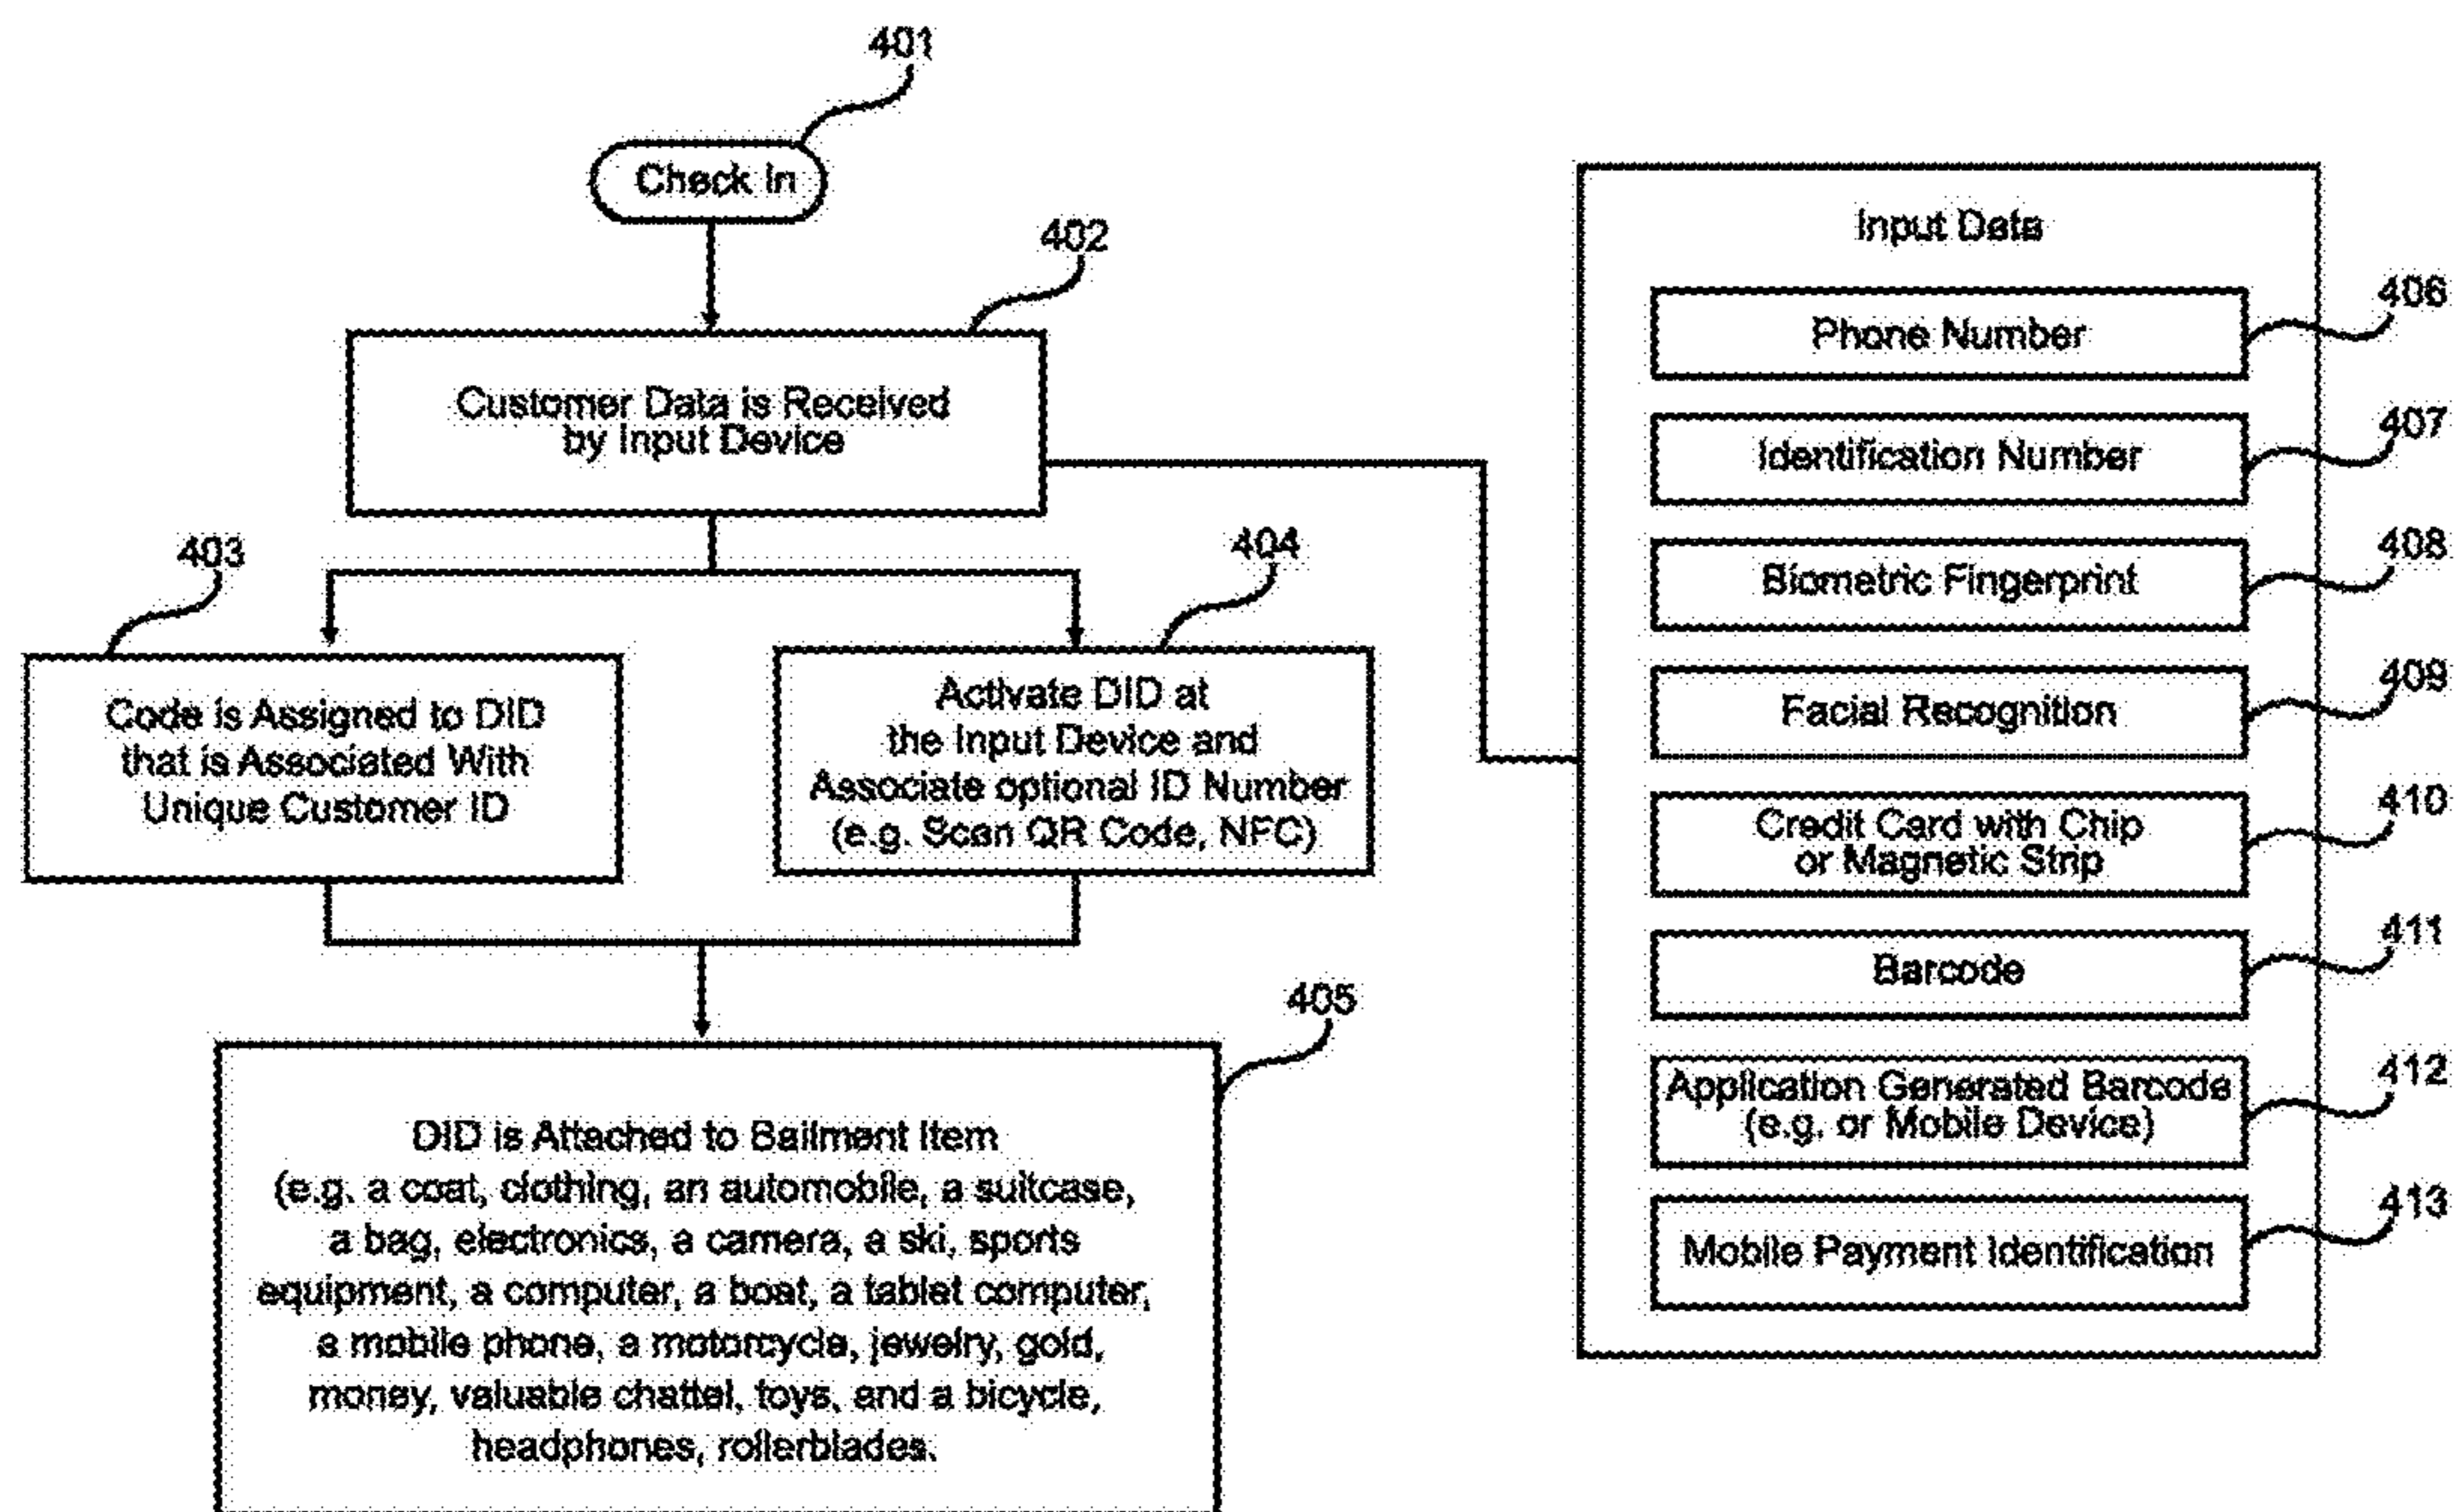 401
Check In
402
Customer Data is Received
by Input Device
403
Code is Assigned to DID
that is Associated With
Unique Customer ID
404
Activate DID at
the Input Device and
Associate optional ID Number
(e.g. Scan QR Code, NFC)
405
DID is Attached to Bailment Item
(e.g. a coat, clothing, an automobile, a suitcase,
a bag, electronics, a camera, a ski, sports
equipment, a computer, a boat, a tablet computer,
a mobile phone, a motorcycle, jewelry, gold,
money, valuable chattel, toys, and a bicycle,
headphones, rollerblades.
Input Data
406
Phone Number
407
Identification Number
408
Biometric Fingerprint
409
Facial Recognition
410
Credit Card with Chip
or Magnetic Strip
411
Barcode
412
Application Generated Barcode
(e.g. or Mobile Device)
413
Mobile Payment Identification